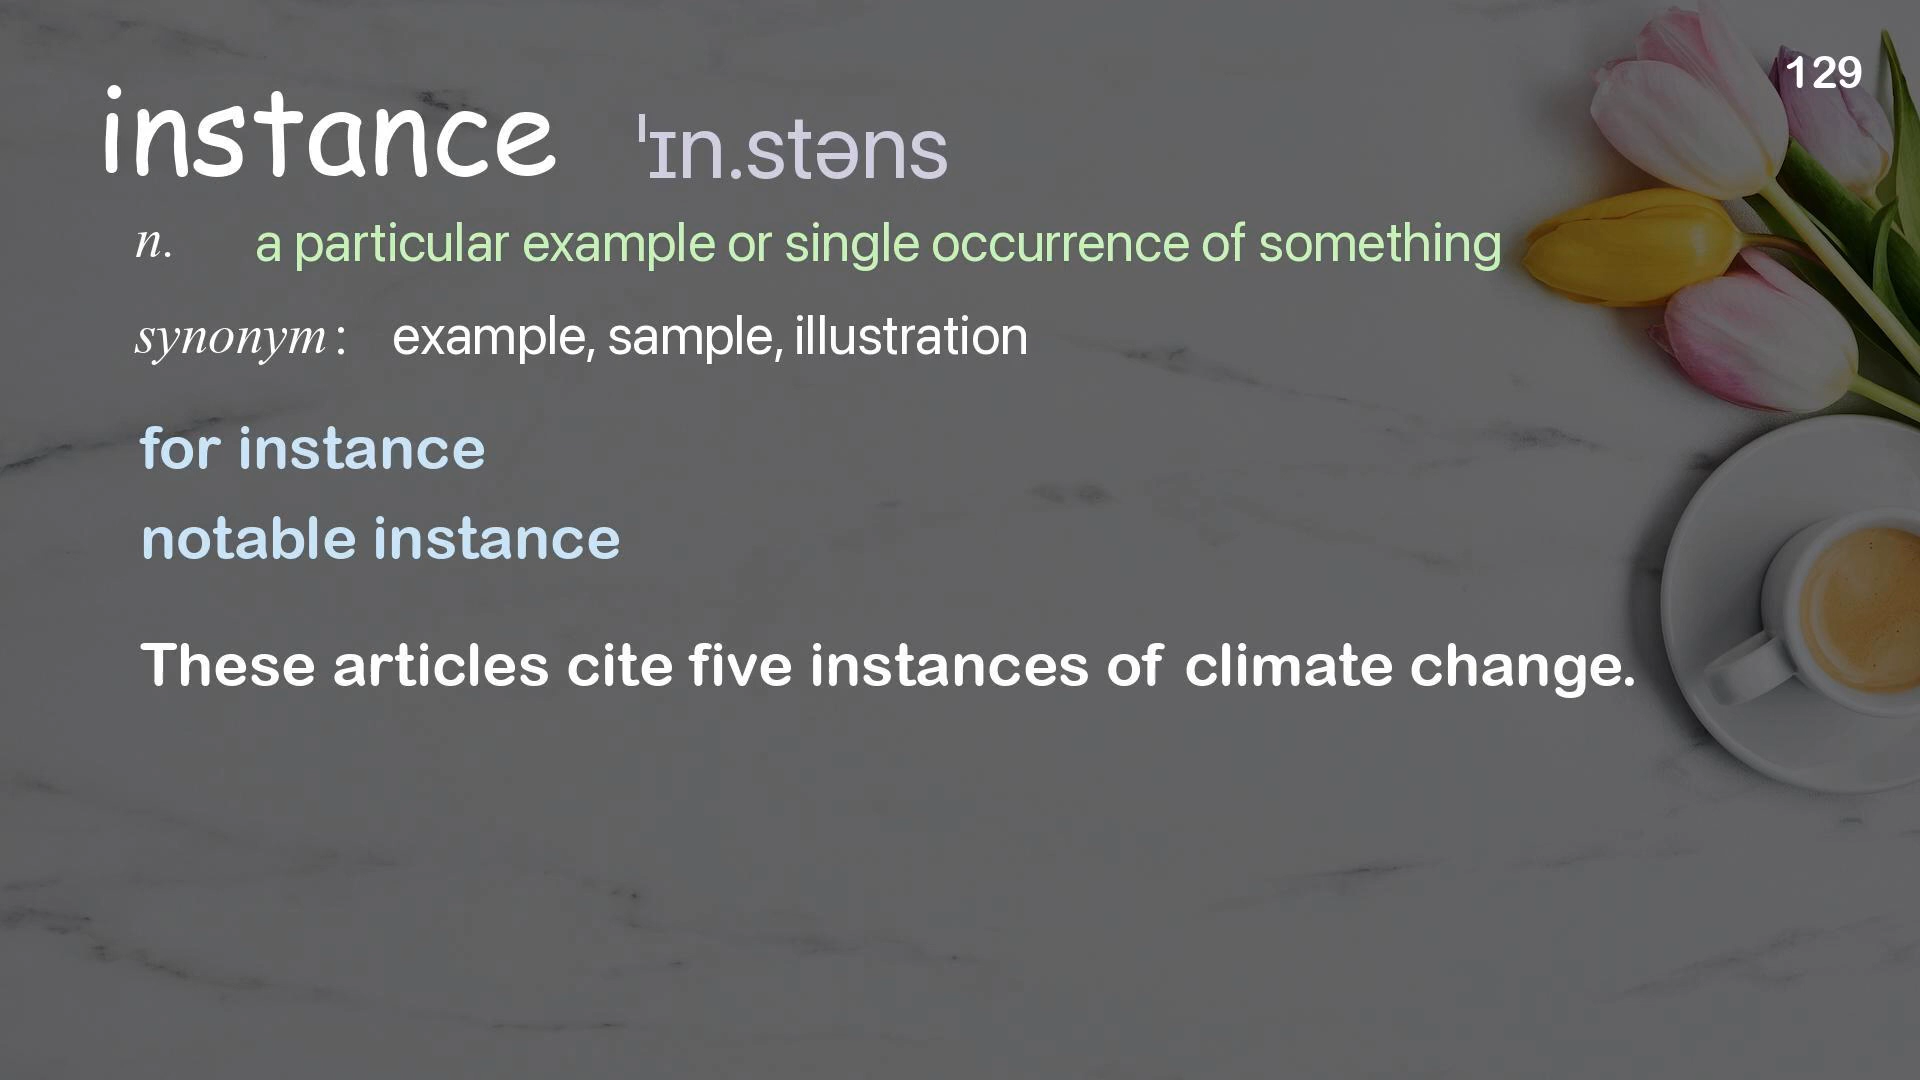 129
instance ˈɪn.stəns
n. a particular example or single occurrence of something
synonym: example, sample, illustration
for instance
notable instance
These articles cite five instances of climate change.